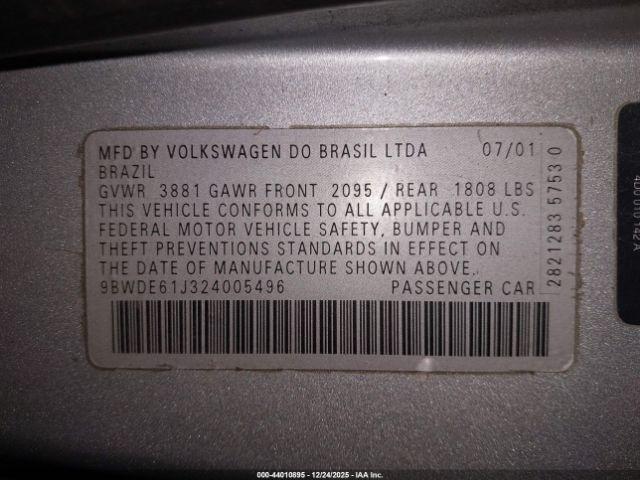 MFD BY VOLKSWAGEN DO BRASIL LTDA 07/01
BRAZIL
GVWR 3881 GAWR FRONT 2095 / REAR 1808 LBS
THIS VEHICLE CONFORMS TO ALL APPLICABLE U.S.
FEDERAL MOTOR VEHICLE SAFETY, BUMPER AND
THEFT PREVENTIONS STANDARDS IN EFFECT ON
THE DATE OF MANUFACTURE SHOWN ABOVE.
9BWDE61J324005496 PASSENGER CAR
2821283 57530
000-44010895 - 12/24/2025 - IAA Inc.